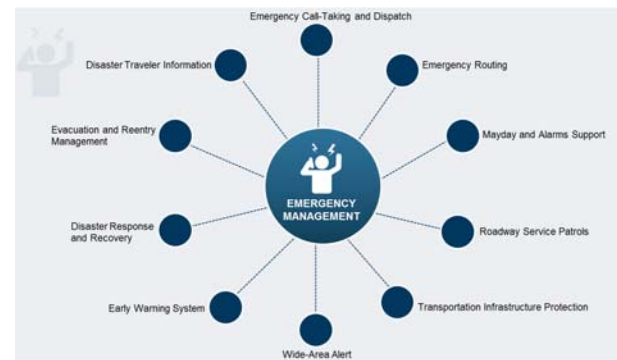 Emergency Call-Taking and Dispatch
Disaster Traveler Information
Emergency Routing
Evacuation and Reentry
Management
Mayday and Alarms Support
EMERGENCY
MANAGEMENT
Disaster Response
and Recovery
Roadway Service Patrols
Early Warning System
Transportation Infrastructure Protection
Wide-Area Alert